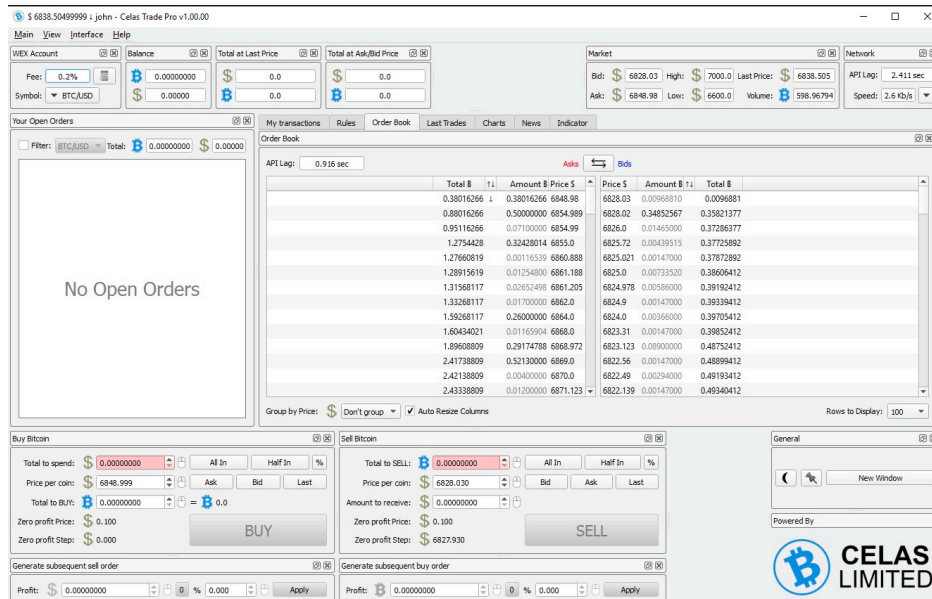 $ 6838.50499999 ↓ john - Celas Trade Pro v1.00.00
Main View Interface Help
WEX Account
Fee: 0.2%
Symbol: BTC/USD
Balance
0.00000000
$ 0.00000
Total at Last Price
$ 0.0
0.0
Total at Ask/Bid Price
$ 0.0
0.0
Market
Bid: $ 6828.03 High: $ 7000.0 Last Price: $ 6838.505
Ask: $ 6848.98 Low: $ 6600.0 Volume: 598.96794
Network
API Lag: 2.411 sec
Speed: 2.6 Kb/s
Your Open Orders
Filter: BTC/USD Total: 0.00000000 $ 0.00000
No Open Orders
My transactions Rules Order Book Last Trades Charts News Indicator
Order Book
API Lag: 0.916 sec
Asks Bids
Total B ↑↓ Amount B Price $ Price $ Amount B ↑↓ Total B
0.38016266 ↓ 0.38016266 6848.98 6828.03 0.00968810 0.0096881
0.88016266 0.50000000 6854.989 6828.02 0.34852567 0.35821377
0.95116266 0.07100000 6854.99 6826.0 0.01465000 0.37286377
1.2754428 0.32428014 6855.0 6825.72 0.00439515 0.37725892
1.27660819 0.00116539 6860.888 6825.021 0.00147000 0.37872892
1.28915619 0.01254800 6861.188 6825.0 0.00733520 0.38606412
1.31568117 0.02652498 6861.205 6824.978 0.00586000 0.39192412
1.33268117 0.01700000 6862.0 6824.9 0.00147000 0.39339412
1.59268117 0.26000000 6864.0 6824.0 0.00366000 0.39705412
1.60434021 0.01165904 6868.0 6823.31 0.00147000 0.39852412
1.89608809 0.29174788 6868.972 6823.123 0.08900000 0.48752412
2.41738809 0.52130000 6869.0 6822.56 0.00147000 0.48899412
2.42138809 0.00400000 6870.0 6822.49 0.00294000 0.49193412
2.43338809 0.01200000 6871.123 6822.139 0.00147000 0.49340412
Group by Price: $ Don't group Auto Resize Columns Rows to Display: 100
Buy Bitcoin
Total to spend: $ 0.00000000 All In Half In %
Price per coin: $ 6848.999 Ask Bid Last
Total to BUY: 0.00000000 = 0.0
Zero profit Price: $ 0.100
Zero profit Step: $ 0.000
BUY
Sell Bitcoin
Total to SELL: 0.00000000 All In Half In %
Price per coin: $ 6828.030 Bid Ask Last
Amount to receive: $ 0.00000000
Zero profit Price: $ 0.100
Zero profit Step: $ 6827.930
SELL
General
New Window
Powered By
CELAS
LIMITED
Generate subsequent sell order
Profit: $ 0.00000000 0 % 0.000 Apply
Generate subsequent buy order
Profit: 0.00000000 0 % 0.000 Apply